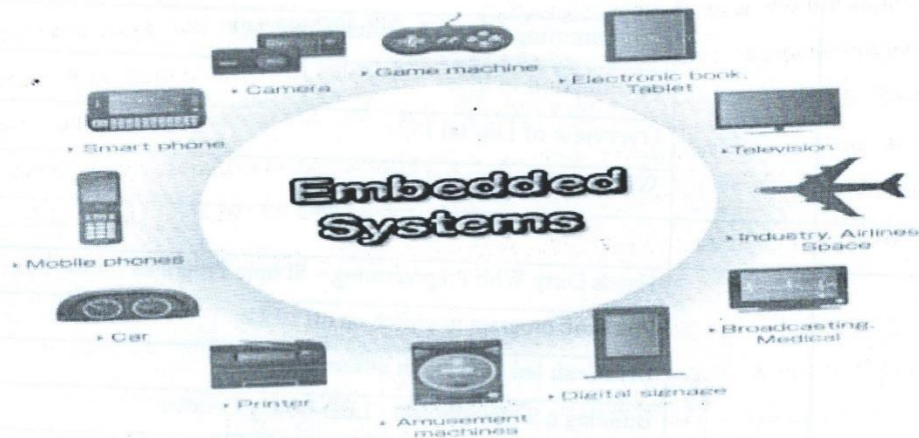 Embedded
Systems
▸ Game machine
▸ Electronic book,
Tablet
▸ Television
▸ Industry, Airlines
Space
▸ Broadcasting,
Medical
▸ Digital signage
▸ Amusement
machines
▸ Printer
▸ Car
▸ Mobile phones
▸ Smart phone
▸ Camera